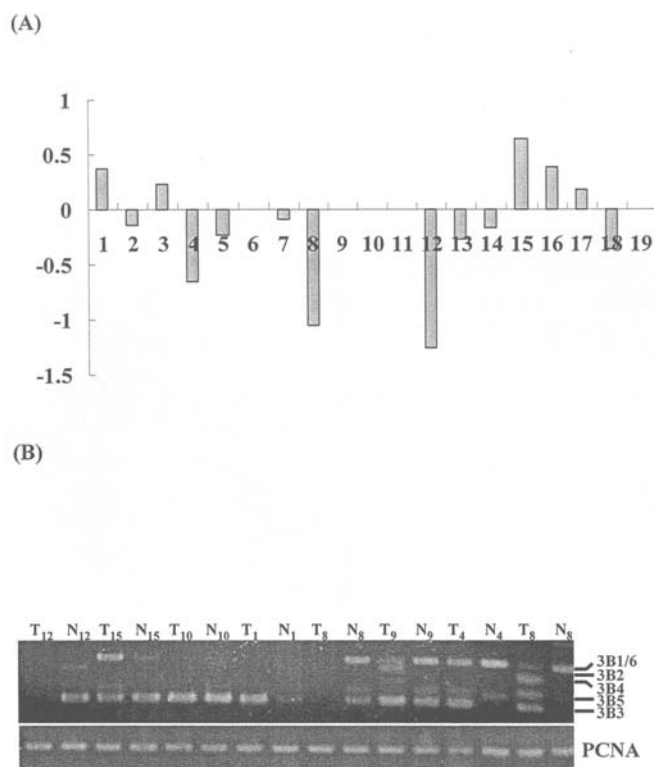 (A)
1
0.5
0
-0.5
-1
-1.5
1 2 3 4 5 6 7 8 9 10 11 12 13 14 15 16 17 18 19
(B)
T12 N12 T15 N15 T10 N10 T1 N1 T8 N8 T9 N9 T4 N4 T8 N8
3B1/6
3B2
3B4
3B5
3B3
PCNA